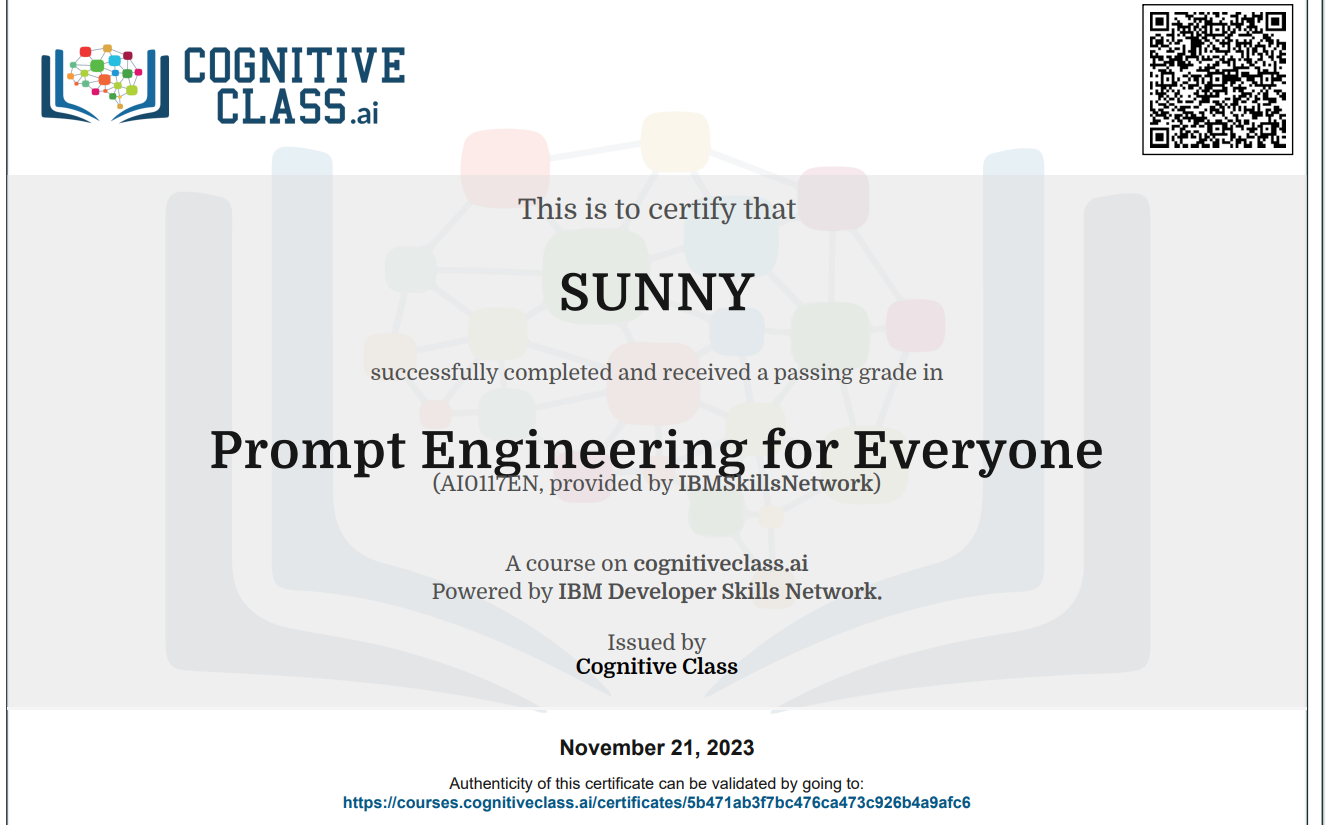 COGNITIVE
CLASS.ai
This is to certify that
SUNNY
successfully completed and received a passing grade in
Prompt Engineering for Everyone
(AI0117EN, provided by IBMSkillsNetwork)
A course on cognitiveclass.ai
Powered by IBM Developer Skills Network.
Issued by
Cognitive Class
November 21, 2023
Authenticity of this certificate can be validated by going to:
https://courses.cognitiveclass.ai/certificates/5b471ab3f7bc476ca473c926b4a9afc6